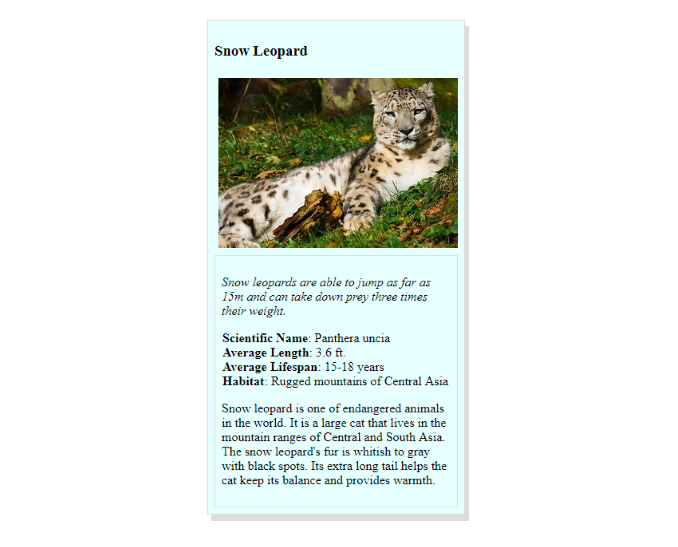 Snow Leopard
Snow leopards are able to jump as far as
15m and can take down prey three times
their weight.
Scientific Name: Panthera uncia
Average Length: 3.6 ft.
Average Lifespan: 15-18 years
Habitat: Rugged mountains of Central Asia
Snow leopard is one of endangered animals
in the world. It is a large cat that lives in the
mountain ranges of Central and South Asia.
The snow leopard's fur is whitish to gray
with black spots. Its extra long tail helps the
cat keep its balance and provides warmth.